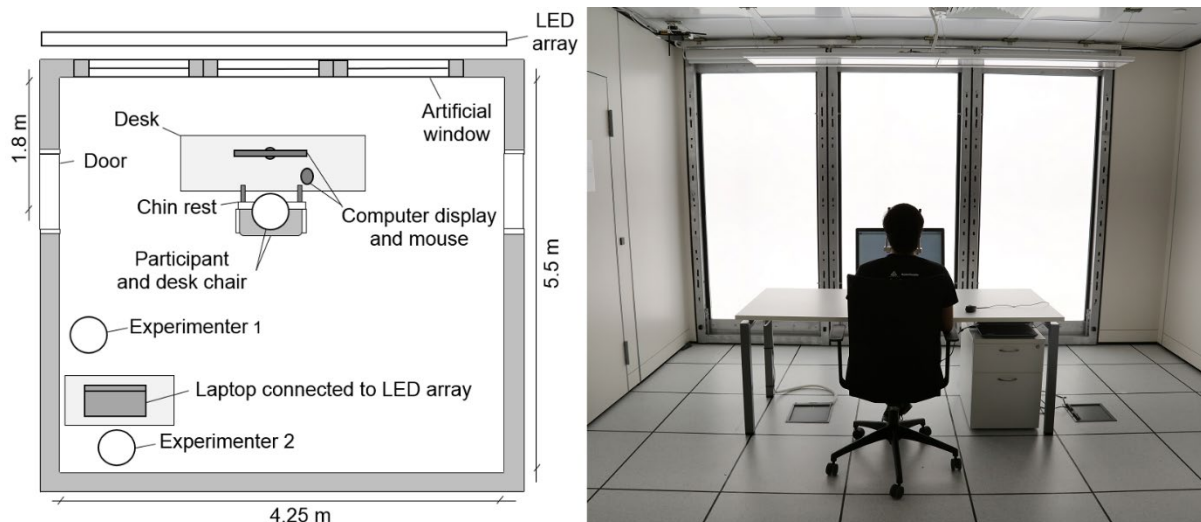 LED
array
Artificial
window
Desk
1.8 m
Door
Chin rest
Computer display
and mouse
Participant
and desk chair
5.5 m
Experimenter 1
Laptop connected to LED array
Experimenter 2
4.25 m